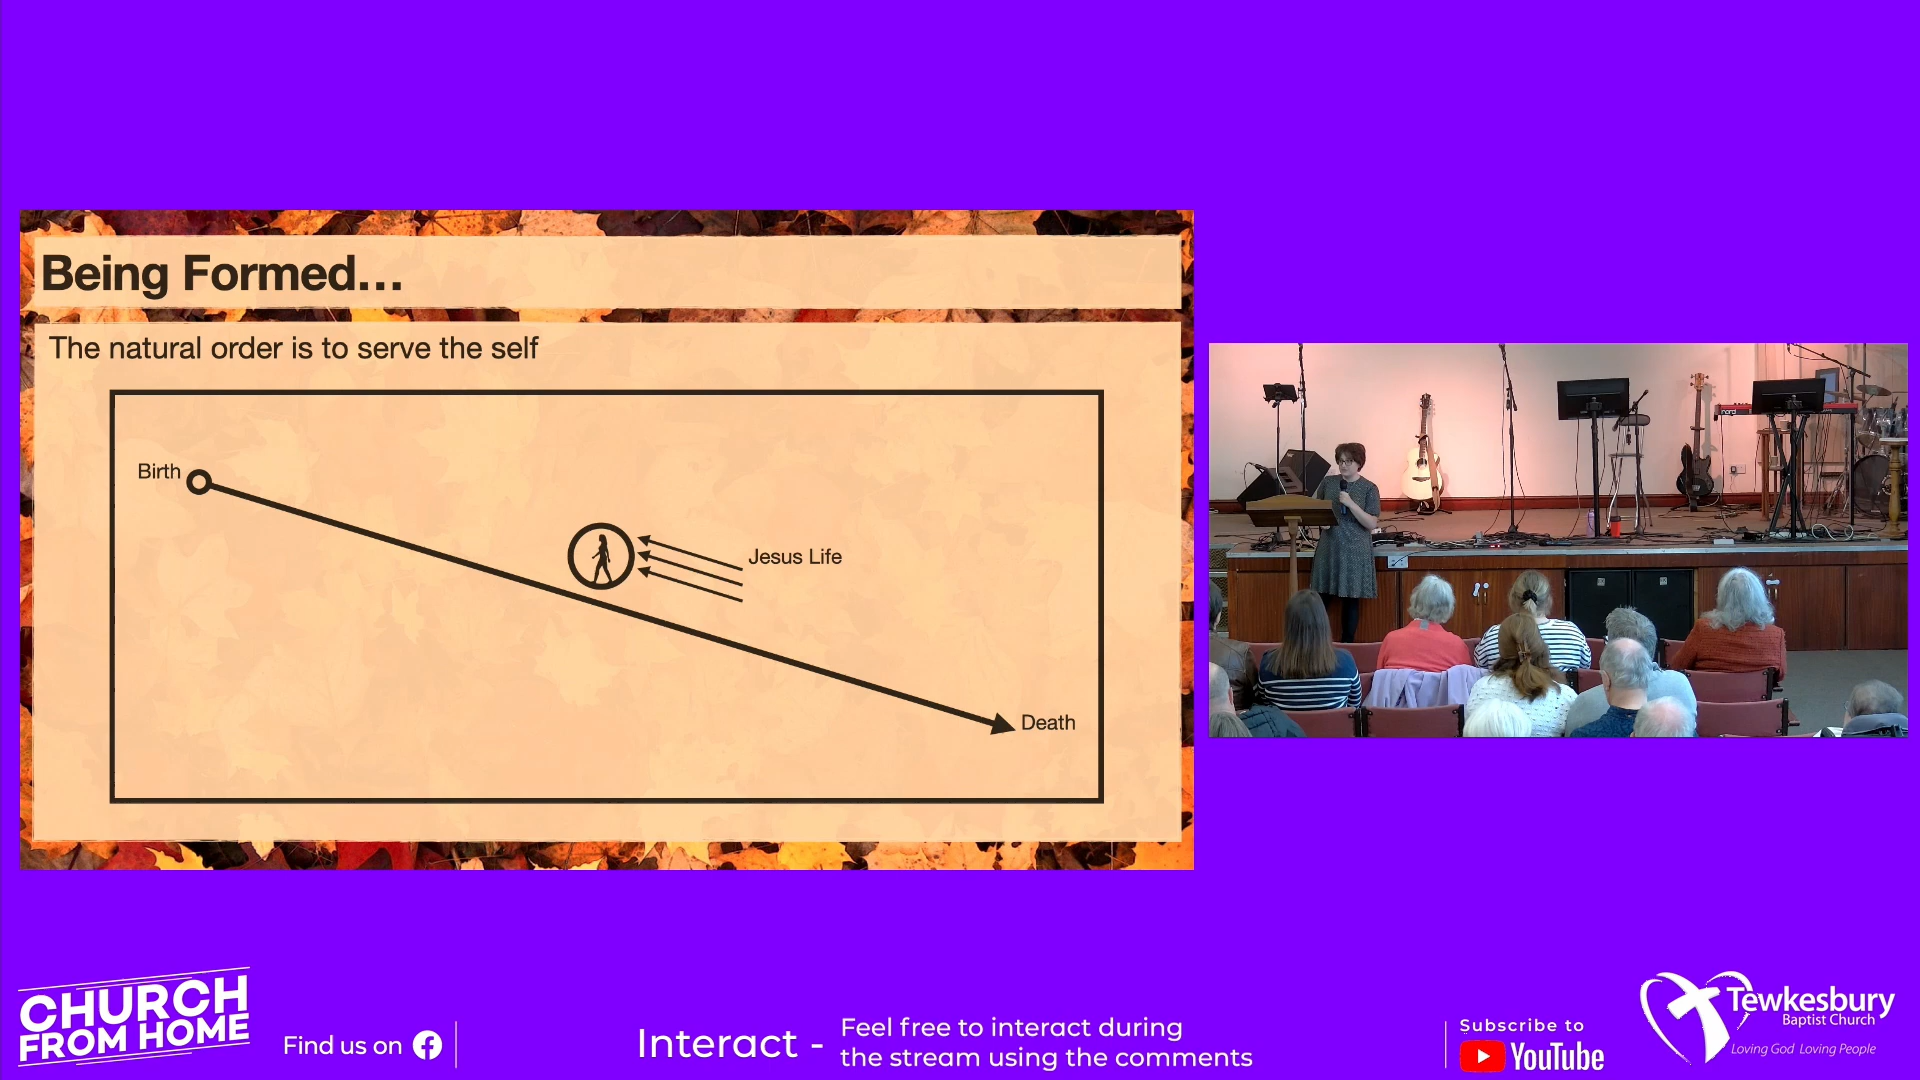 Being Formed...
The natural order is to serve the self
Birth
Jesus Life
Death
nord
CHURCH
FROM HOME
Find us on
Interact -
Feel free to interact during
the stream using the comments
Subscribe to
YouTube
Tewkesbury
Baptist Church
Loving God Loving People